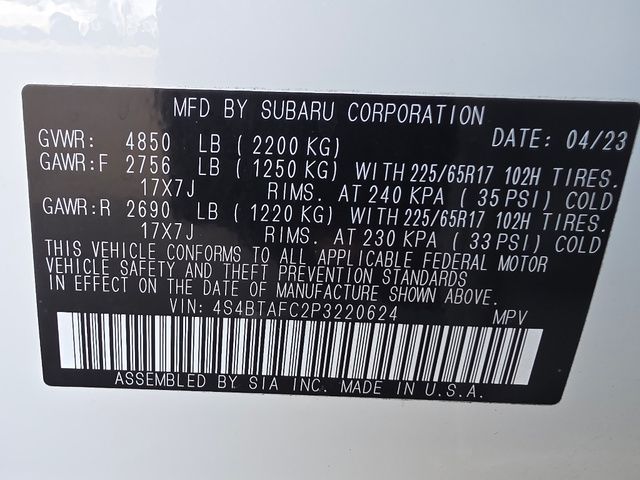 MFD BY SUBARU CORPORATION
GVWR: 4850 LB ( 2200 KG) DATE: 04/23
GAWR:F 2756 LB ( 1250 KG) WITH 225/65R17 102H TIRES.
17X7J RIMS. AT 240 KPA ( 35 PSI) COLD
GAWR:R 2690 LB ( 1220 KG) WITH 225/65R17 102H TIRES.
17X7J RIMS. AT 230 KPA ( 33 PSI) COLD
THIS VEHICLE CONFORMS TO ALL APPLICABLE FEDERAL MOTOR
VEHICLE SAFETY AND THEFT PREVENTION STANDARDS
IN EFFECT ON THE DATE OF MANUFACTURE SHOWN ABOVE.
VIN: 4S4BTAFC2P3220624 MPV
ASSEMBLED BY SIA INC. MADE IN U.S.A.